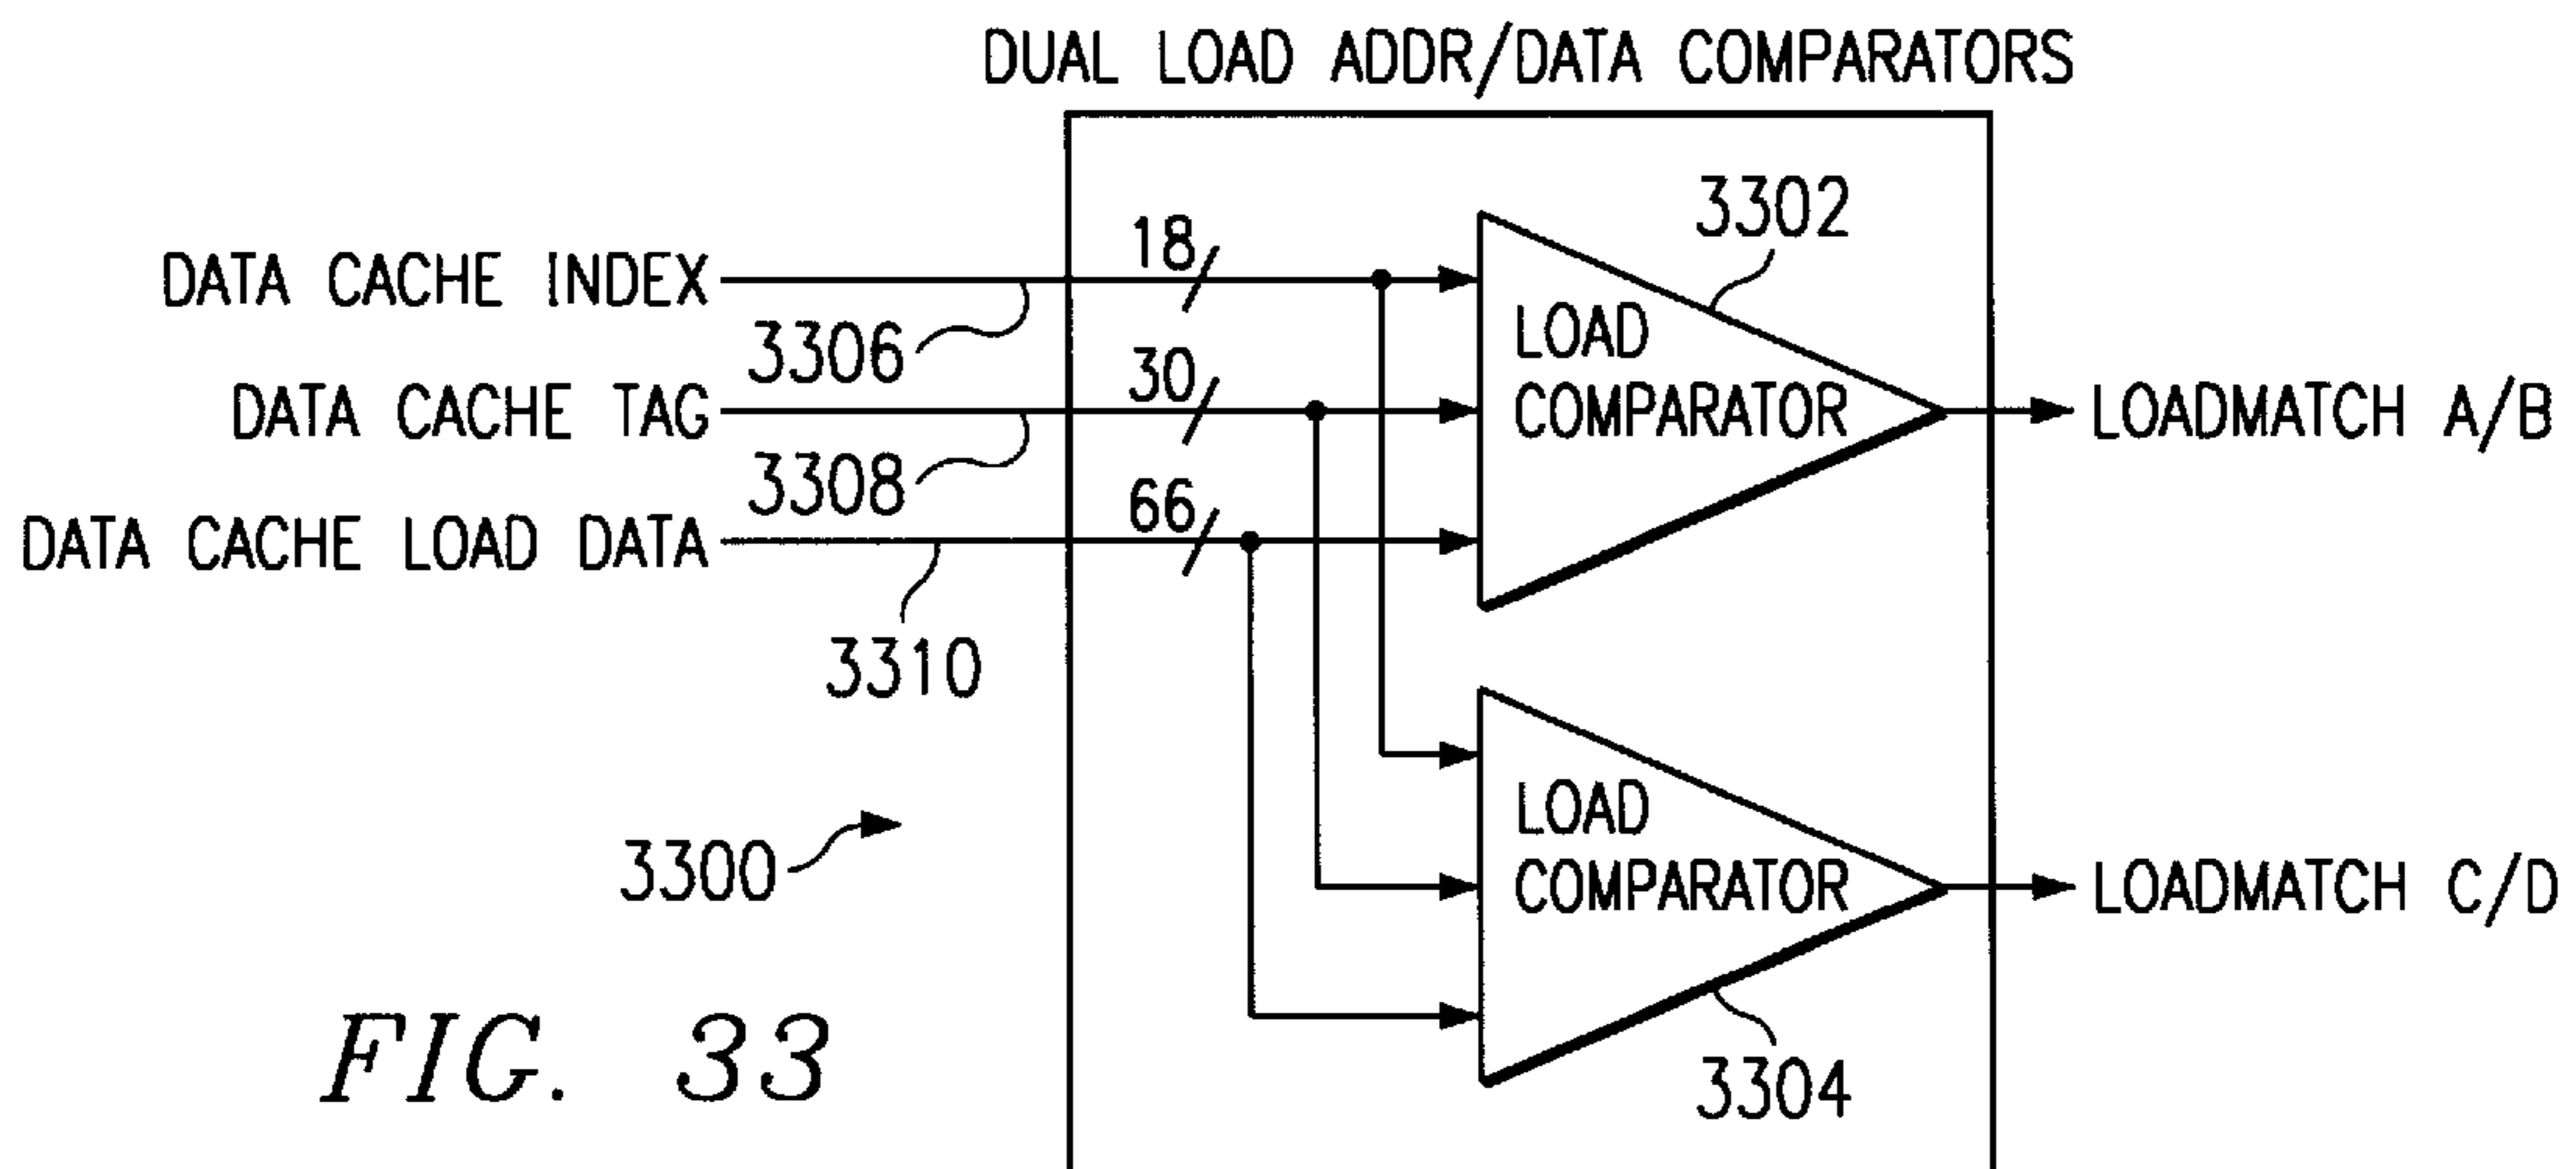 DUAL LOAD ADDR/DATA COMPARATORS
3302
18
DATA CACHE INDEX
LOAD
COMPARATOR
3306
30
DATA CACHE TAG
LOADMATCH A/B
3308
66
DATA CACHE LOAD DATA
3310
LOAD
COMPARATOR
3300
LOADMATCH C/D
FIG. 33
3304